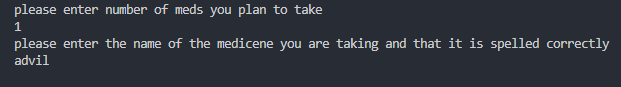 please enter number of meds you plan to take
1
please enter the name of the medicene you are taking and that it is spelled correctly
advil